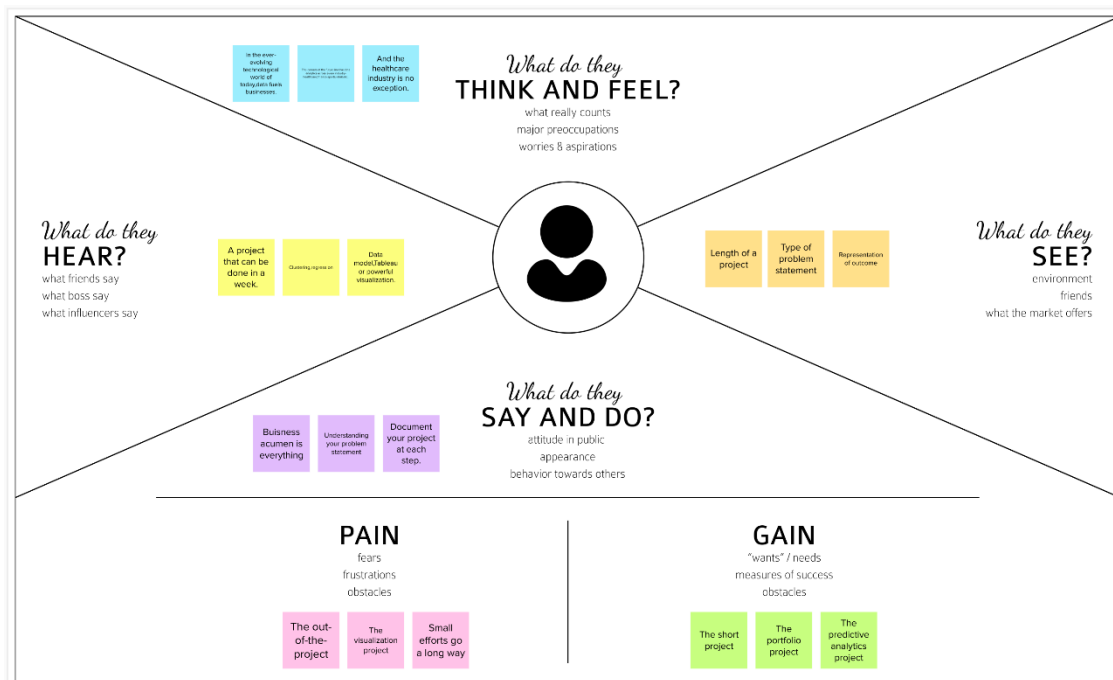 In the ever-
evolving
technological
world of
today,data fuels
businesses.
And the
healthcare
industry is no
exception.
What do they
THINK AND FEEL?
what really counts
major preoccupations
worries & aspirations
What do they
HEAR?
what friends say
what boss say
what influencers say
A project
that can be
done in a
week.
Clustering,regression
Data
model,Tableau
or powerful
visualization.
Length of a
project
Type of
problem
statement
Representation
of outcome
What do they
SEE?
environment
friends
what the market offers
What do they
SAY AND DO?
attitude in public
appearance
behavior towards others
Buisness
acumen is
everything
Understanding
your problem
statement
Document
your project
at each
step.
PAIN
fears
frustrations
obstacles
The out-
of-the-
project
The
visualization
project
Small
efforts go
a long way
GAIN
"wants" / needs
measures of success
obstacles
The short
project
The
portfolio
project
The
predictive
analytics
project